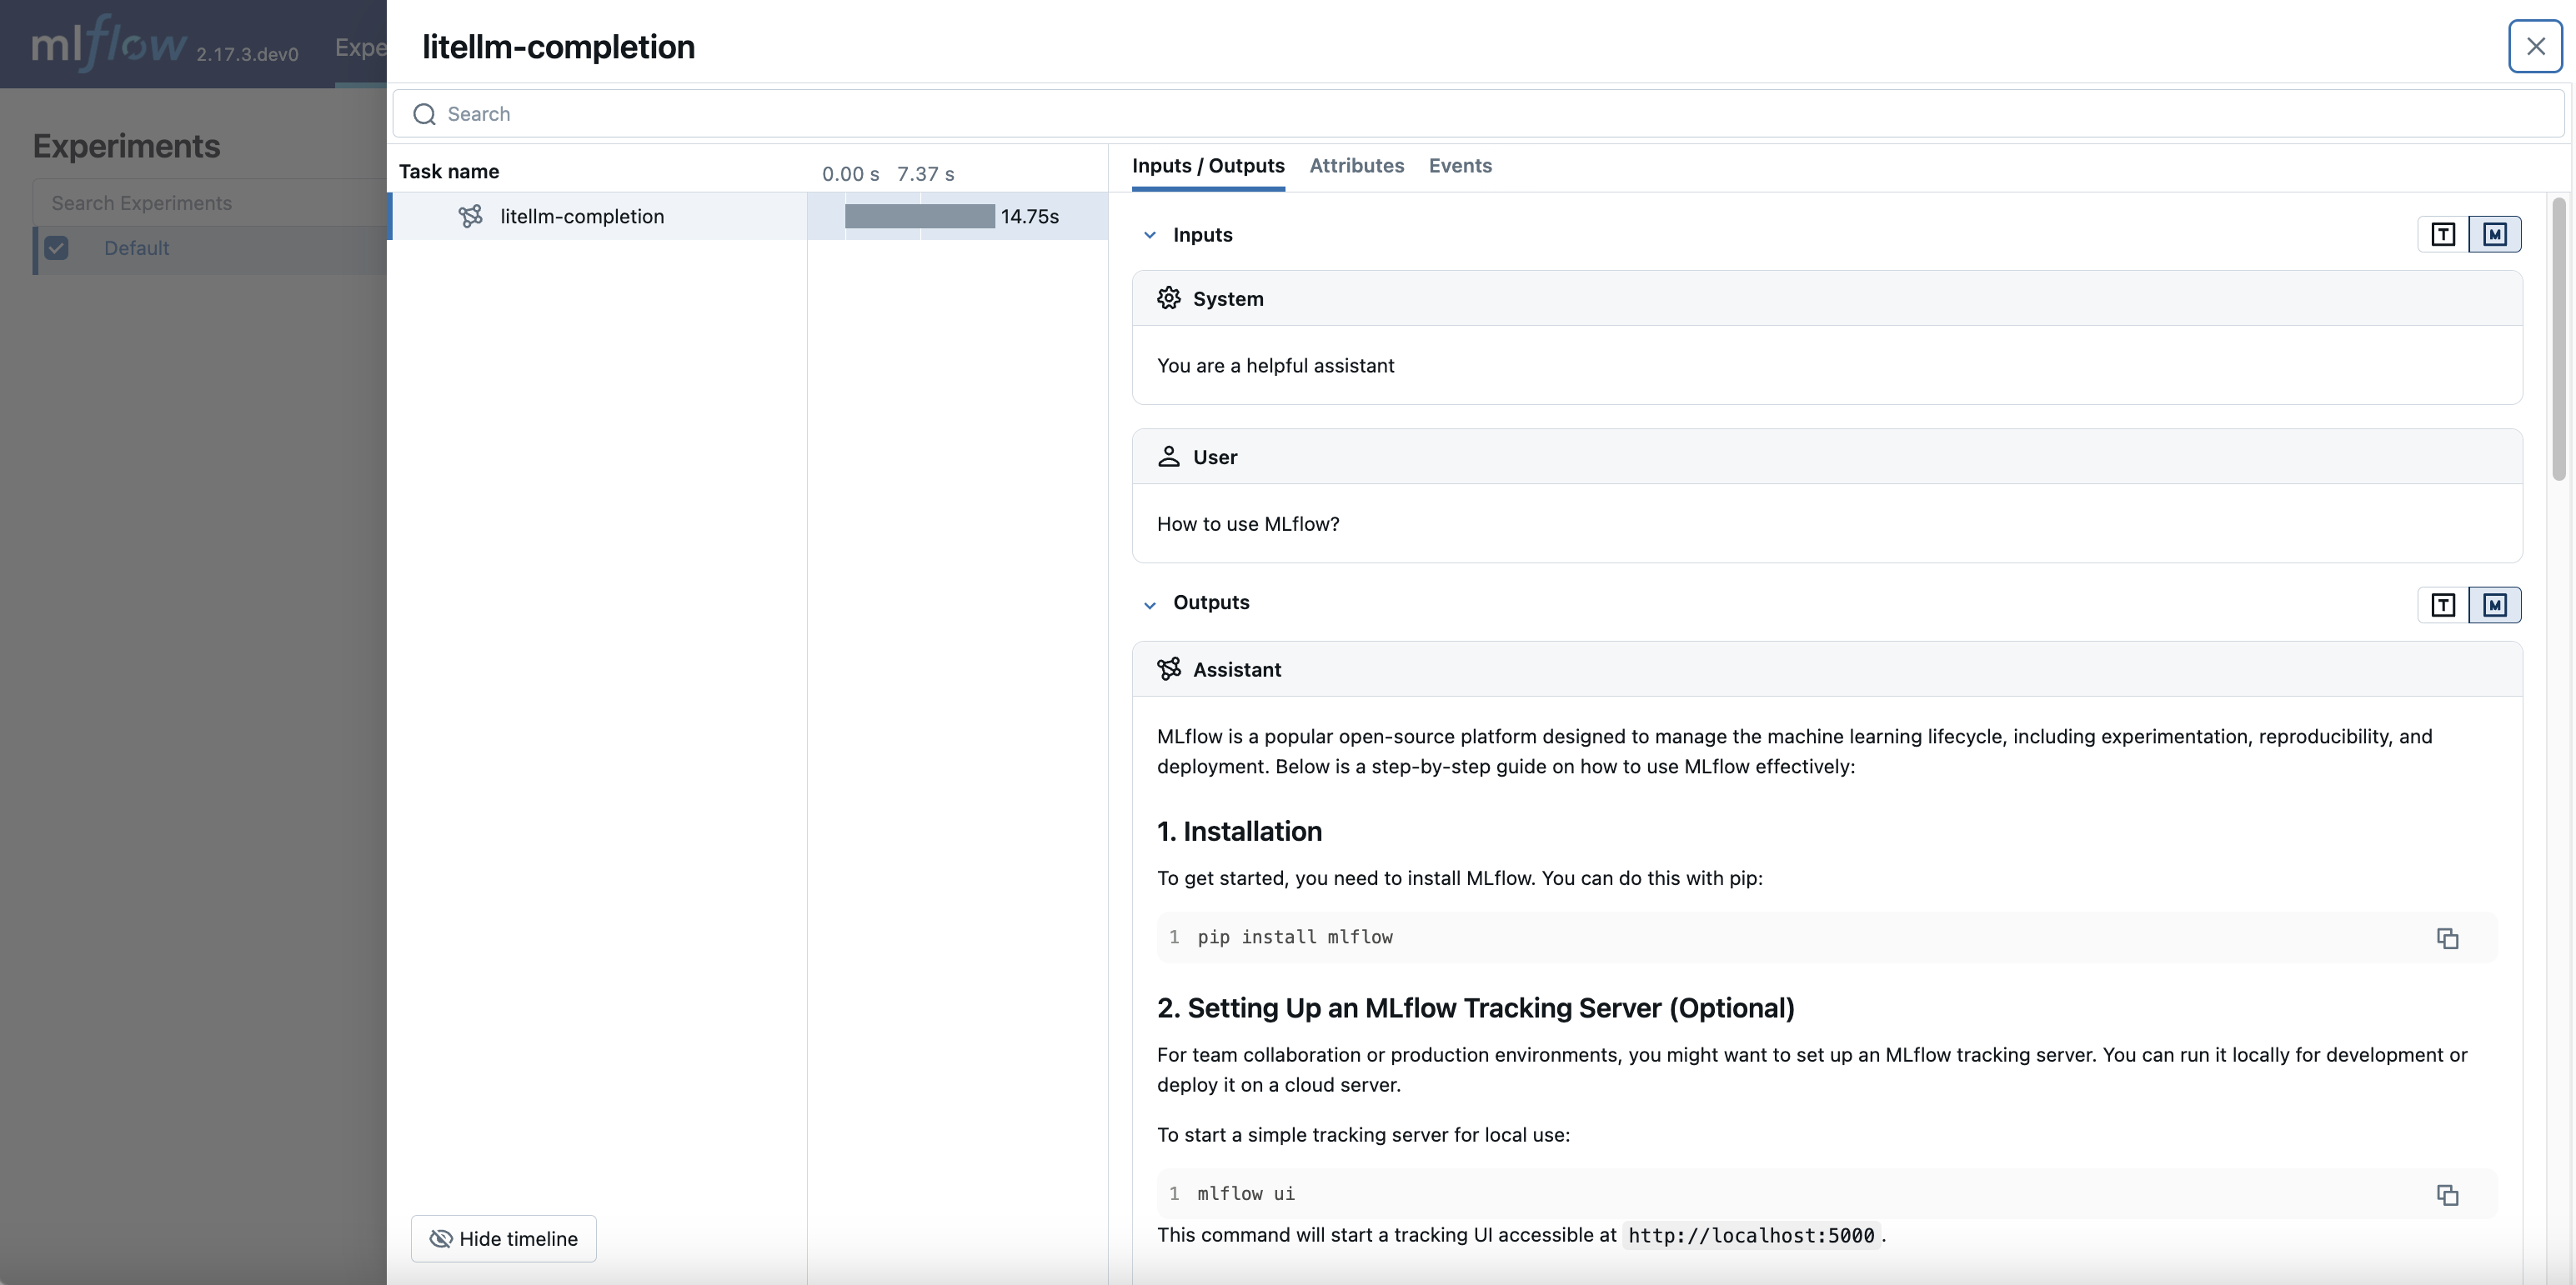 mlflow 2.17.3.dev0 Expe
Experiments
Search Experiments
Default
litellm-completion
Search
Task name 0.00 s 7.37 s
litellm-completion 14.75s
Hide timeline
Inputs / Outputs Attributes Events
Inputs T M
System
You are a helpful assistant
User
How to use MLflow?
Outputs T M
Assistant
MLflow is a popular open-source platform designed to manage the machine learning lifecycle, including experimentation, reproducibility, and
deployment. Below is a step-by-step guide on how to use MLflow effectively:
1. Installation
To get started, you need to install MLflow. You can do this with pip:
1 pip install mlflow
2. Setting Up an MLflow Tracking Server (Optional)
For team collaboration or production environments, you might want to set up an MLflow tracking server. You can run it locally for development or
deploy it on a cloud server.
To start a simple tracking server for local use:
1 mlflow ui
This command will start a tracking UI accessible at http://localhost:5000.